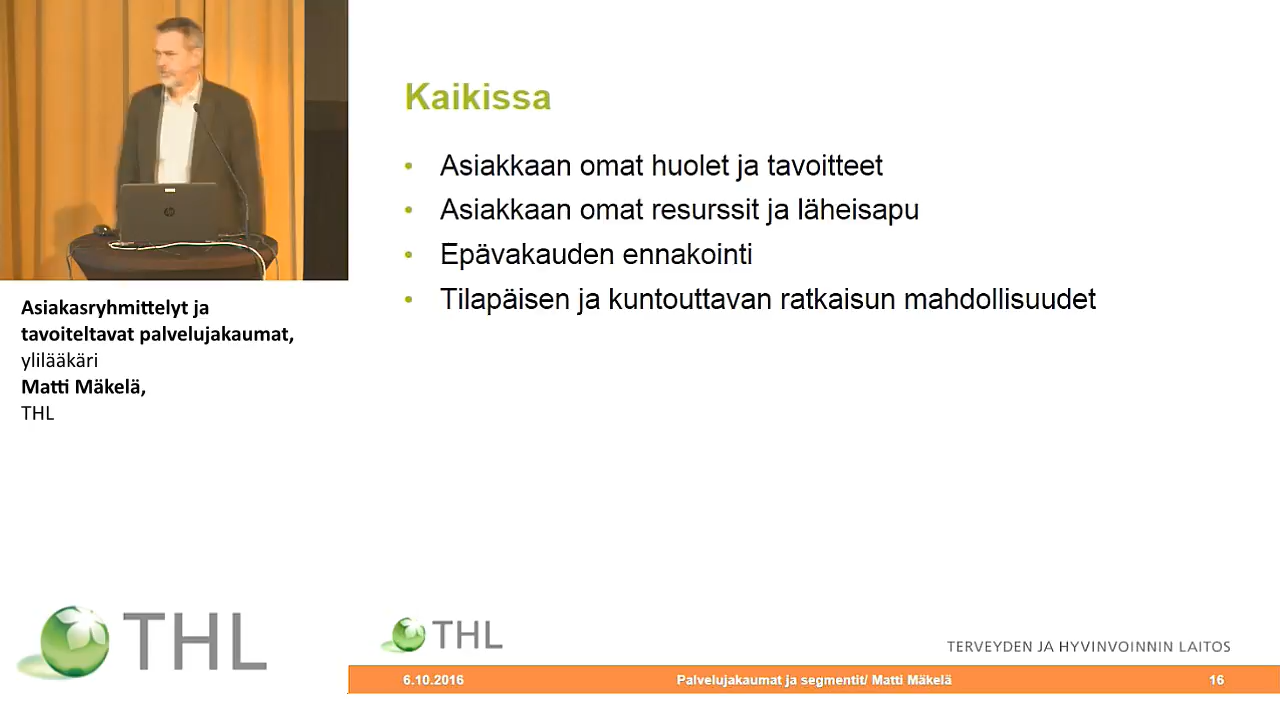 Kaikissa
• Asiakkaan omat huolet ja tavoitteet
• Asiakkaan omat resurssit ja läheisapu
• Epävakauden ennakointi
• Tilapäisen ja kuntouttavan ratkaisun mahdollisuudet
Asiakasryhmittelyt ja
tavoiteltavat palvelujakaumat,
ylilääkäri
Matti Mäkelä,
THL
THL
THL
TERVEYDEN JA HYVINVOINNIN LAITOS
6.10.2016
Palvelujakaumat ja segmentit/ Matti Mäkelä
16